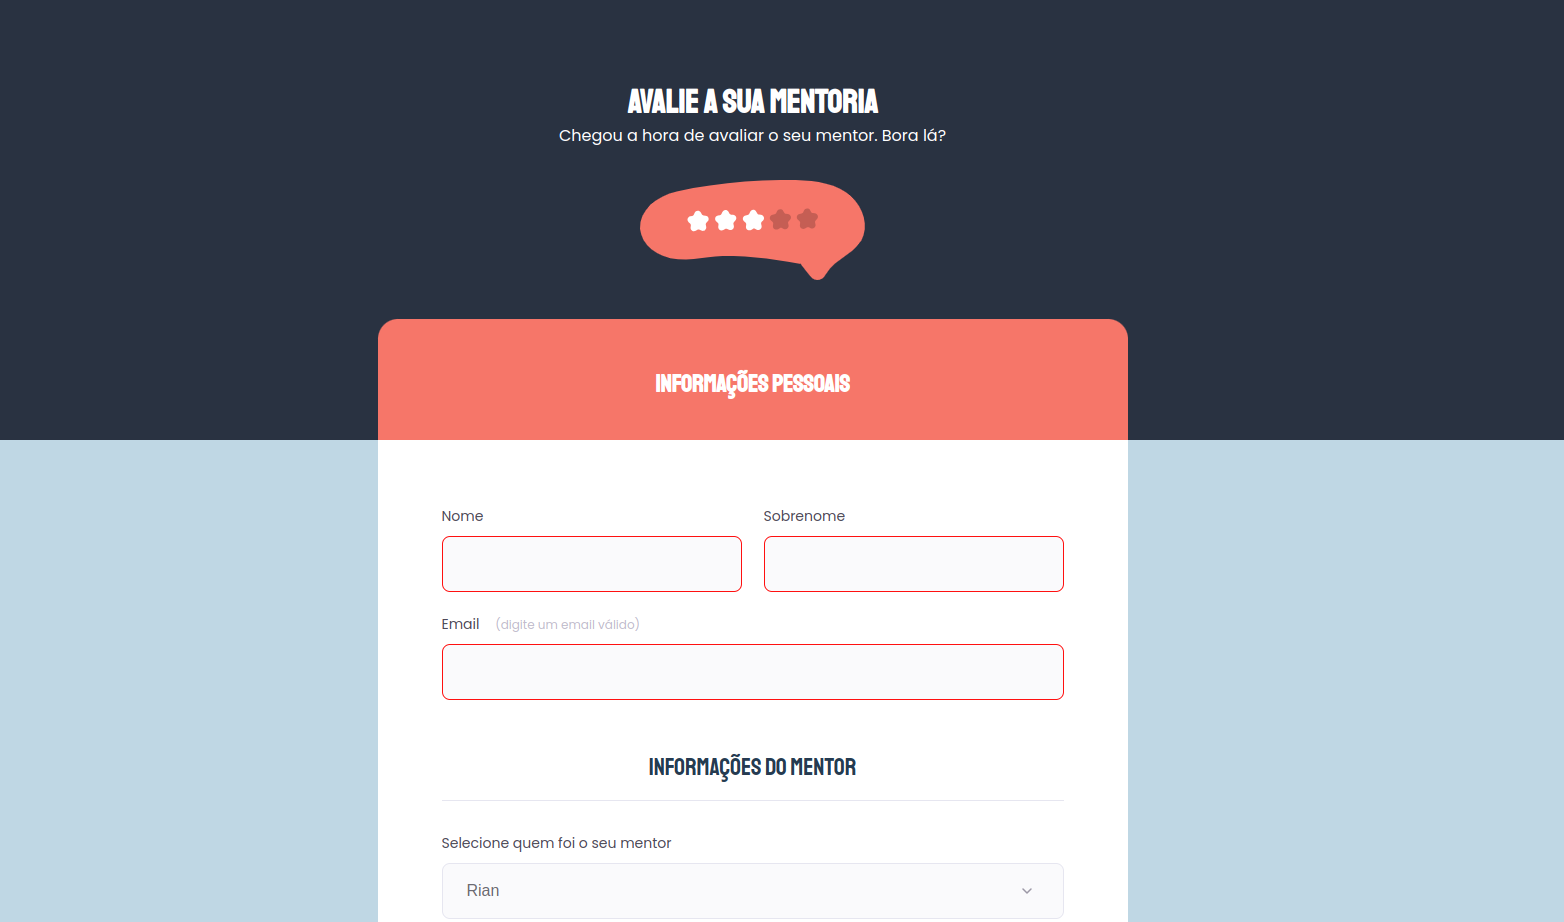 AVALIE A SUA MENTORIA
Chegou a hora de avaliar o seu mentor. Bora lá?
INFORMAÇÕES PESSOAIS
Nome Sobrenome
Email (digite um email válido)
INFORMAÇÕES DO MENTOR
Selecione quem foi o seu mentor
Rian